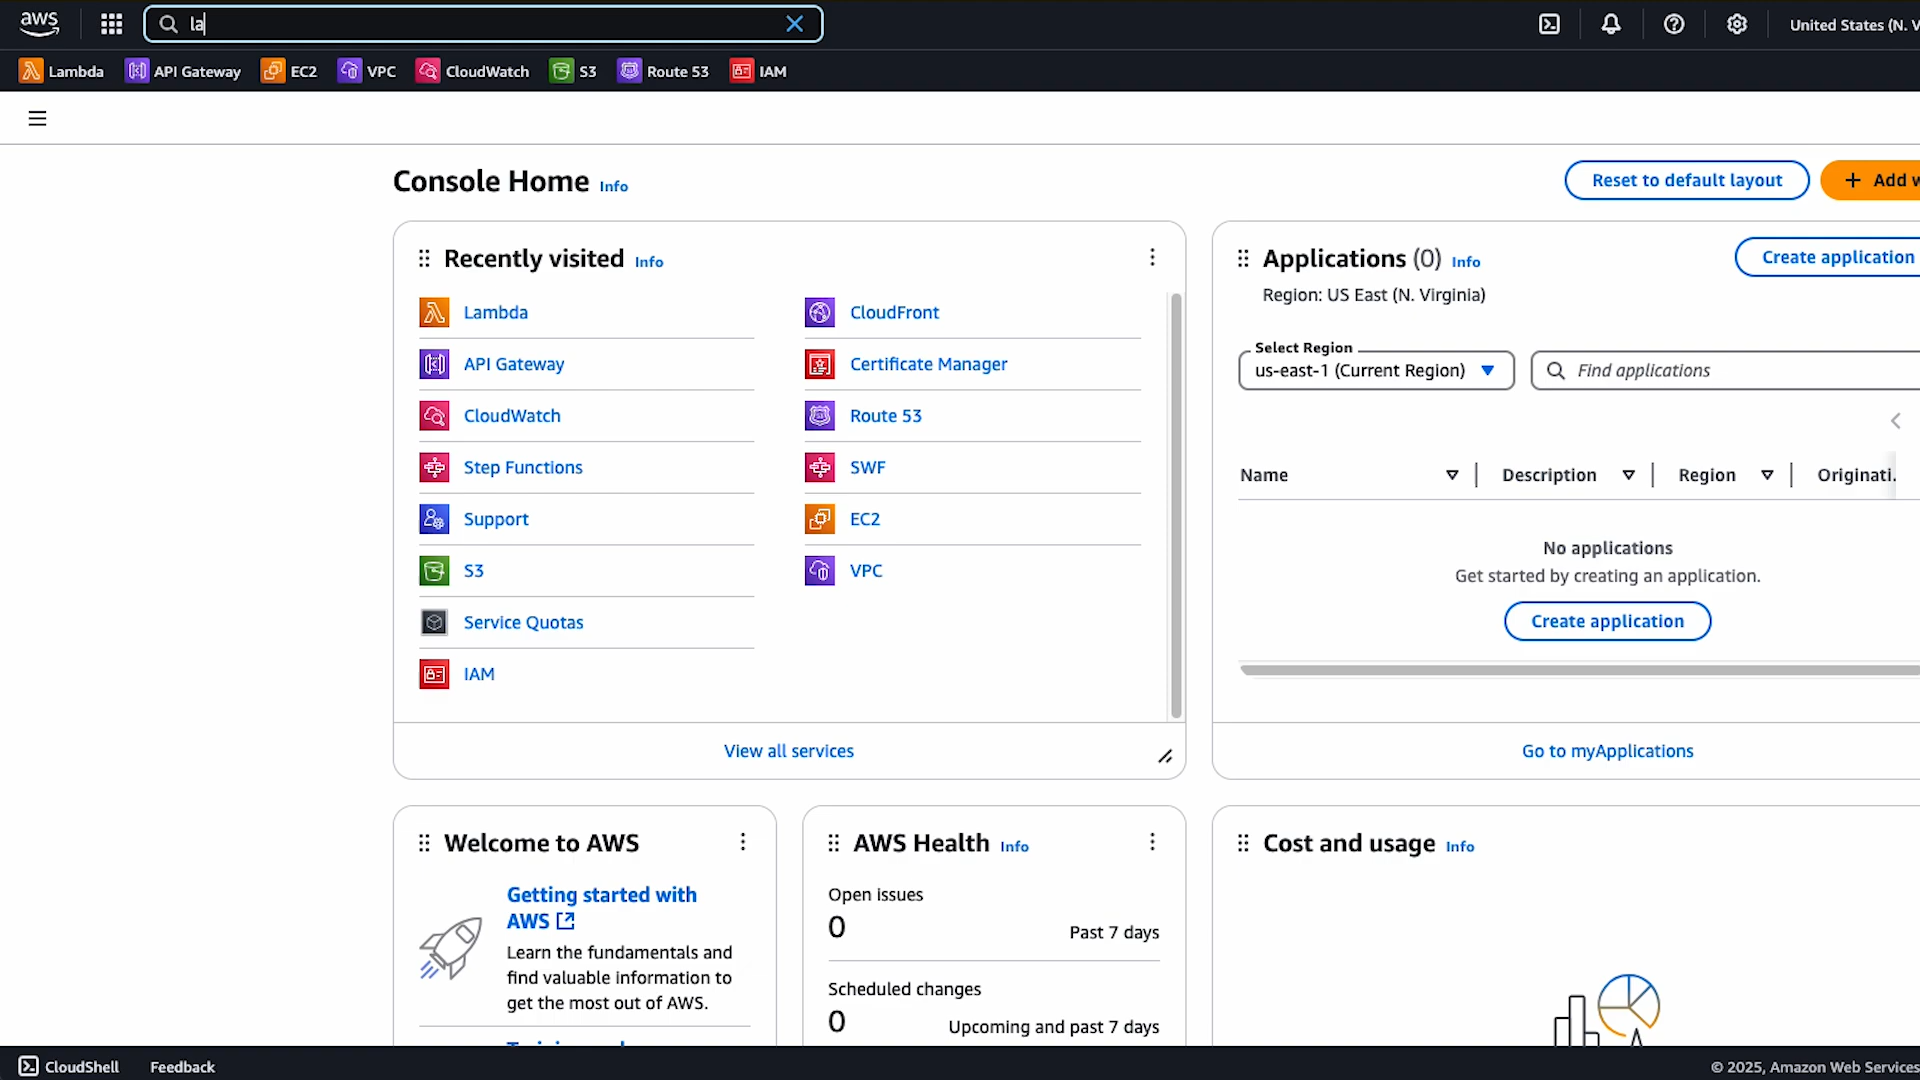 aws
la
United States (N. V
Lambda
API Gateway
EC2
VPC
CloudWatch
S3
Route 53
IAM
Console Home Info
Reset to default layout
+ Add w
Recently visited Info
Lambda
API Gateway
CloudWatch
Step Functions
Support
S3
Service Quotas
IAM
CloudFront
Certificate Manager
Route 53
SWF
EC2
VPC
View all services
Applications (0) Info
Create application
Region: US East (N. Virginia)
Select Region
us-east-1 (Current Region)
Find applications
Name
Description
Region
Originati.
No applications
Get started by creating an application.
Create application
Go to myApplications
Welcome to AWS
Getting started with
AWS
Learn the fundamentals and
find valuable information to
get the most out of AWS.
AWS Health Info
Open issues
0
Past 7 days
Scheduled changes
0
Upcoming and past 7 days
Cost and usage Info
CloudShell
Feedback
© 2025, Amazon Web Services